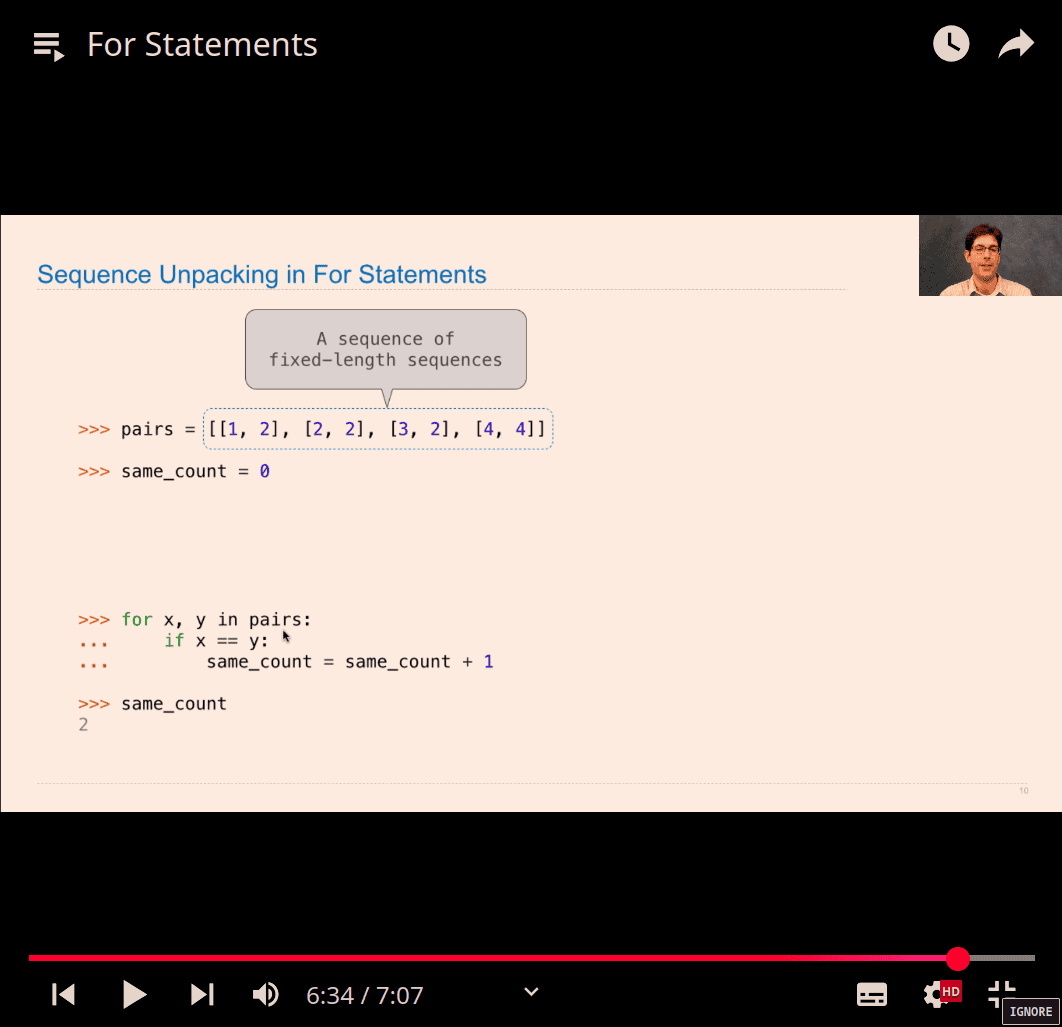 For Statements
Sequence Unpacking in For Statements
A sequence of
fixed-length sequences
>>> pairs = [[1, 2], [2, 2], [3, 2], [4, 4]]
>>> same_count = 0
>>> for x, y in pairs:
...     if x == y:
...         same_count = same_count + 1
>>> same_count
2
10
6:34 / 7:07
HD
IGNORE